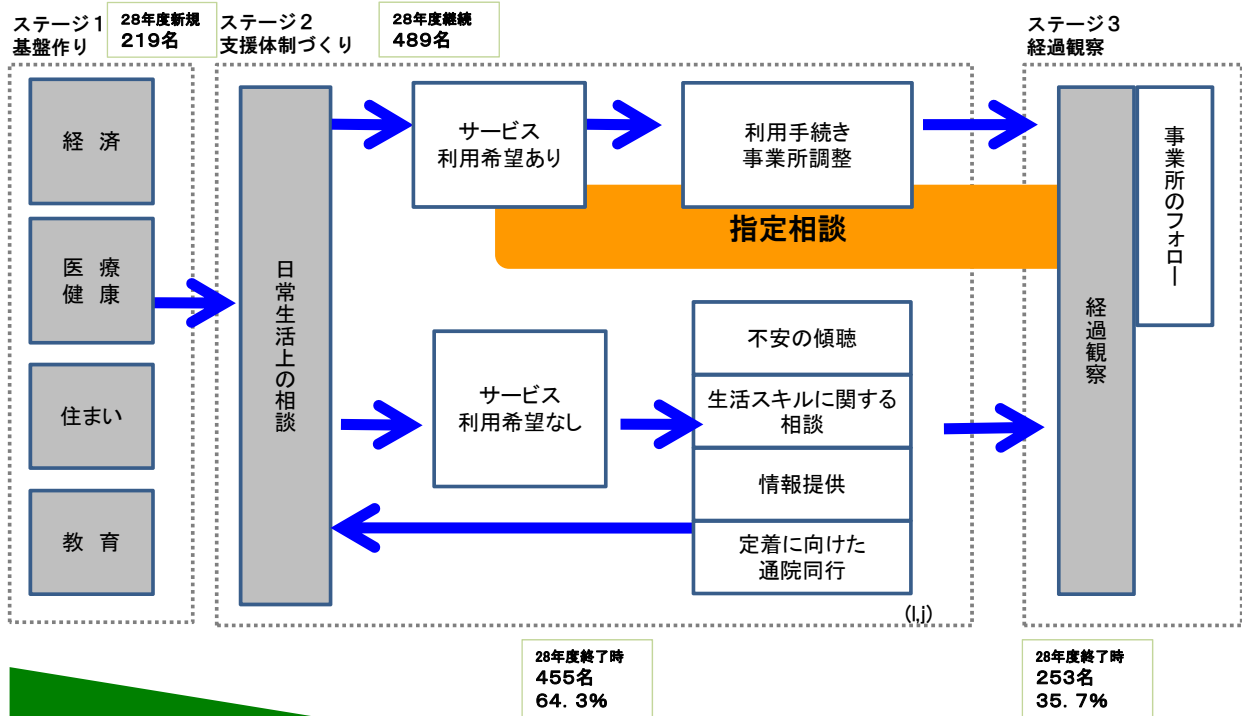 ステージ１
基盤作り
28年度新規
219名
ステージ２
支援体制づくり
28年度継続
489名
ステージ３
経過観察
経 済
医 療
健 康
住まい
教 育
日常生活上の相談
サービス
利用希望あり
利用手続き
事業所調整
指定相談
サービス
利用希望なし
不安の傾聴
生活スキルに関する
相談
情報提供
定着に向けた
通院同行
(I,j)
経過観察
事業所のフォロー
28年度終了時
455名
64．3%
28年度終了時
253名
35．7%